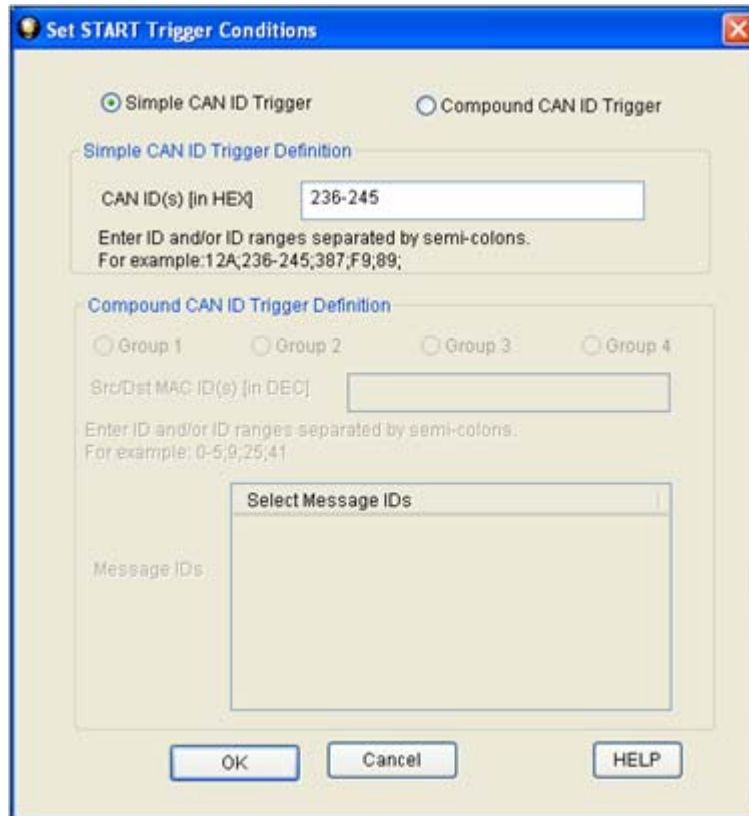 Set START Trigger Conditions
Simple CAN ID Trigger
Compound CAN ID Trigger
Simple CAN ID Trigger Definition
CAN ID(s) [in HEX]
236-245
Enter ID and/or ID ranges separated by semi-colons.
For example:12A;236-245;387;F9;89;
Compound CAN ID Trigger Definition
Group 1
Group 2
Group 3
Group 4
Src/Dst MAC ID(s) [in DEC]
Enter ID and/or ID ranges separated by semi-colons.
For example: 0-5;9;25;41
Select Message IDs
Message IDs
OK
Cancel
HELP